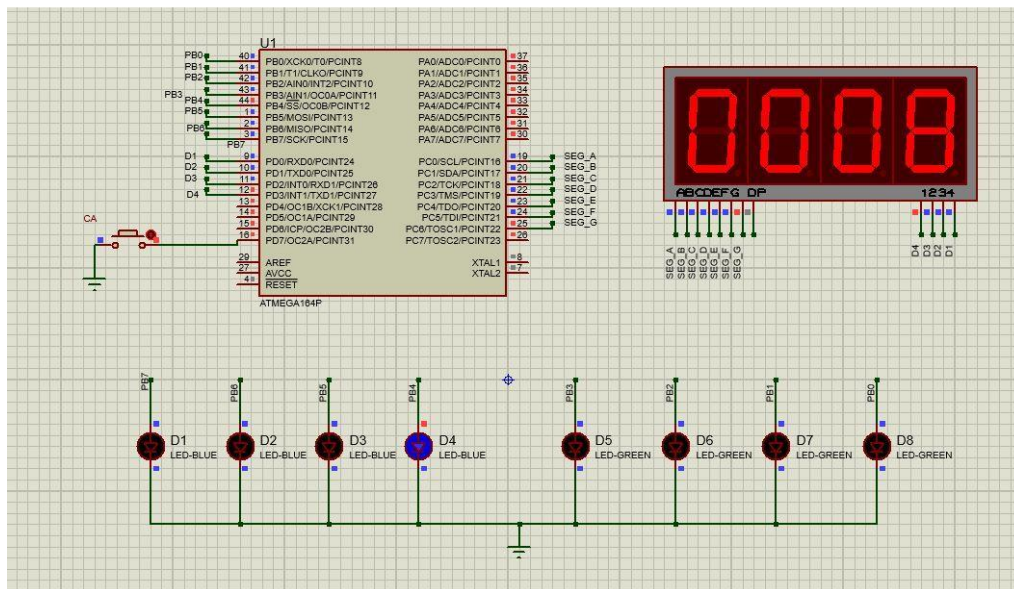 U1
PB0 40 PB0/XCK0/T0/PCINT8 PA0/ADC0/PCINT0 37
PB1 41 PB1/T1/CLKO/PCINT9 PA1/ADC1/PCINT1 36
PB2 42 PB2/AIN0/INT2/PCINT10 PA2/ADC2/PCINT2 35
PB3 43 PB3/AIN1/OC0A/PCINT11 PA3/ADC3/PCINT3 34
PB4 44 PB4/SS/OC0B/PCINT12 PA4/ADC4/PCINT4 33
PB5 1 PB5/MOSI/PCINT13 PA5/ADC5/PCINT5 32
PB6 2 PB6/MISO/PCINT14 PA6/ADC6/PCINT6 31
PB7 3 PB7/SCK/PCINT15 PA7/ADC7/PCINT7 30
D1 9 PD0/RXD0/PCINT24 PC0/SCL/PCINT16 19 SEG_A
D2 10 PD1/TXD0/PCINT25 PC1/SDA/PCINT17 20 SEG_B
D3 11 PD2/INT0/RXD1/PCINT26 PC2/TCK/PCINT18 21 SEG_C
D4 12 PD3/INT1/TXD1/PCINT27 PC3/TMS/PCINT19 22 SEG_D
13 PD4/OC1B/XCK1/PCINT28 PC4/TDO/PCINT20 23 SEG_E
14 PD5/OC1A/PCINT29 PC5/TDI/PCINT21 24 SEG_F
15 PD6/ICP/OC2B/PCINT30 PC6/TOSC1/PCINT22 25 SEG_G
16 PD7/OC2A/PCINT31 PC7/TOSC2/PCINT23 26
CA
29 AREF XTAL1 8
27 AVCC XTAL2 7
4 RESET
ATMEGA164P
0008
ABCDEFG DP 1234
SEG_A SEG_B SEG_C SEG_D SEG_E SEG_F SEG_G D4 D3 D2 D1
PB7 PB6 PB5 PB4 PB3 PB2 PB1 PB0
D1 D2 D3 D4 D5 D6 D7 D8
LED-BLUE LED-BLUE LED-BLUE LED-BLUE LED-GREEN LED-GREEN LED-GREEN LED-GREEN